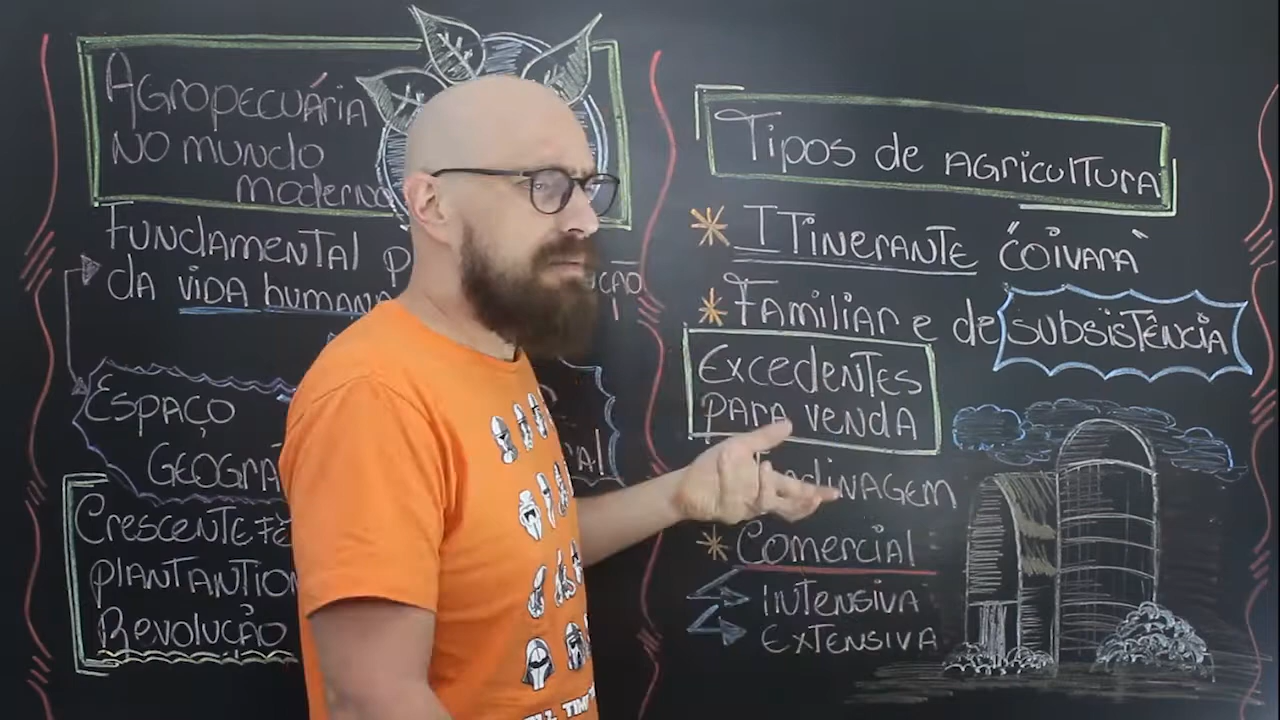 Agropecuária
no mundo
moderno
Fundamental
da vida humana
Espaço
Crescente
Revolução
Tipos de agricultura
* Itinerante "coivara"
* Familiar e de subsistência
Excedentes
para venda
* Comercial
Intensiva
Extensiva